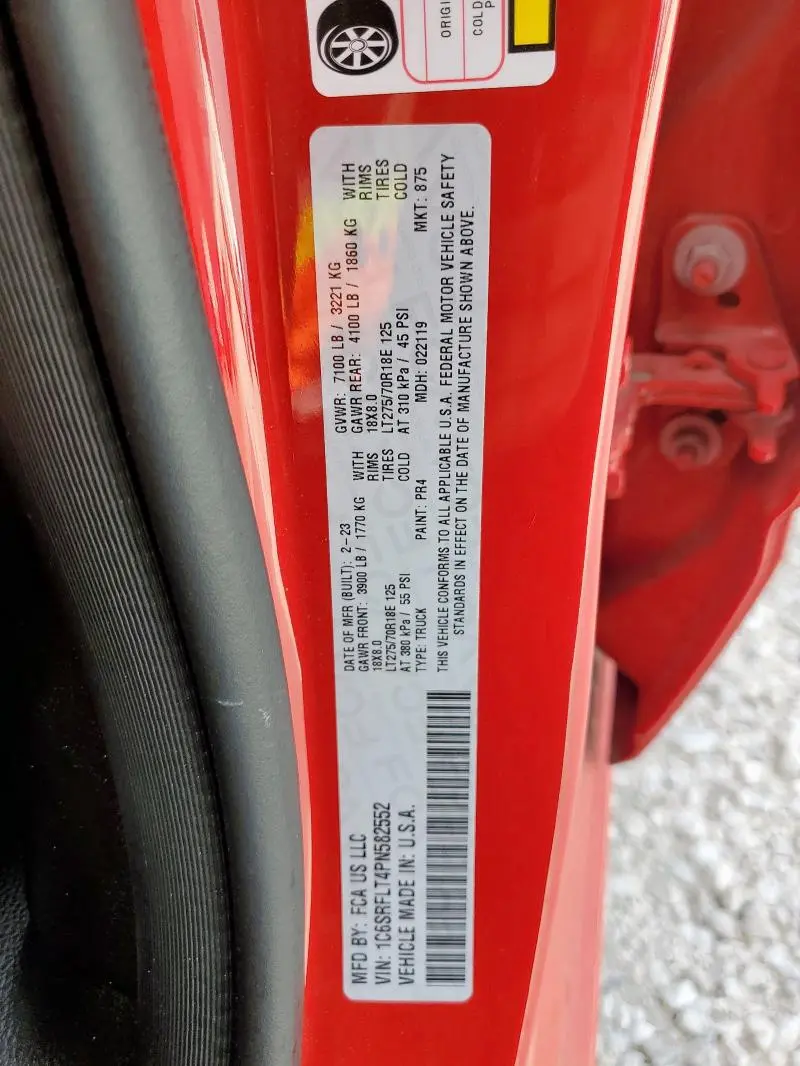 ORIGI
COLD
P
MFD BY: FCA US LLC
VIN: 1C6SRFLT4PN582552
VEHICLE MADE IN: U.S.A.
DATE OF MFR (BUILT): 2-23 GVWR: 7100 LB / 3221 KG
GAWR FRONT: 3900 LB / 1770 KG WITH GAWR REAR: 4100 LB / 1860 KG WITH
18X8.0 RIMS 18X8.0 RIMS
LT275/70R18E 125 TIRES LT275/70R18E 125 TIRES
AT 380 kPa / 55 PSI COLD AT 310 kPa / 45 PSI COLD
TYPE: TRUCK PAINT: PR4 MDH: 022119 MKT: 875
THIS VEHICLE CONFORMS TO ALL APPLICABLE U.S.A. FEDERAL MOTOR VEHICLE SAFETY
STANDARDS IN EFFECT ON THE DATE OF MANUFACTURE SHOWN ABOVE.